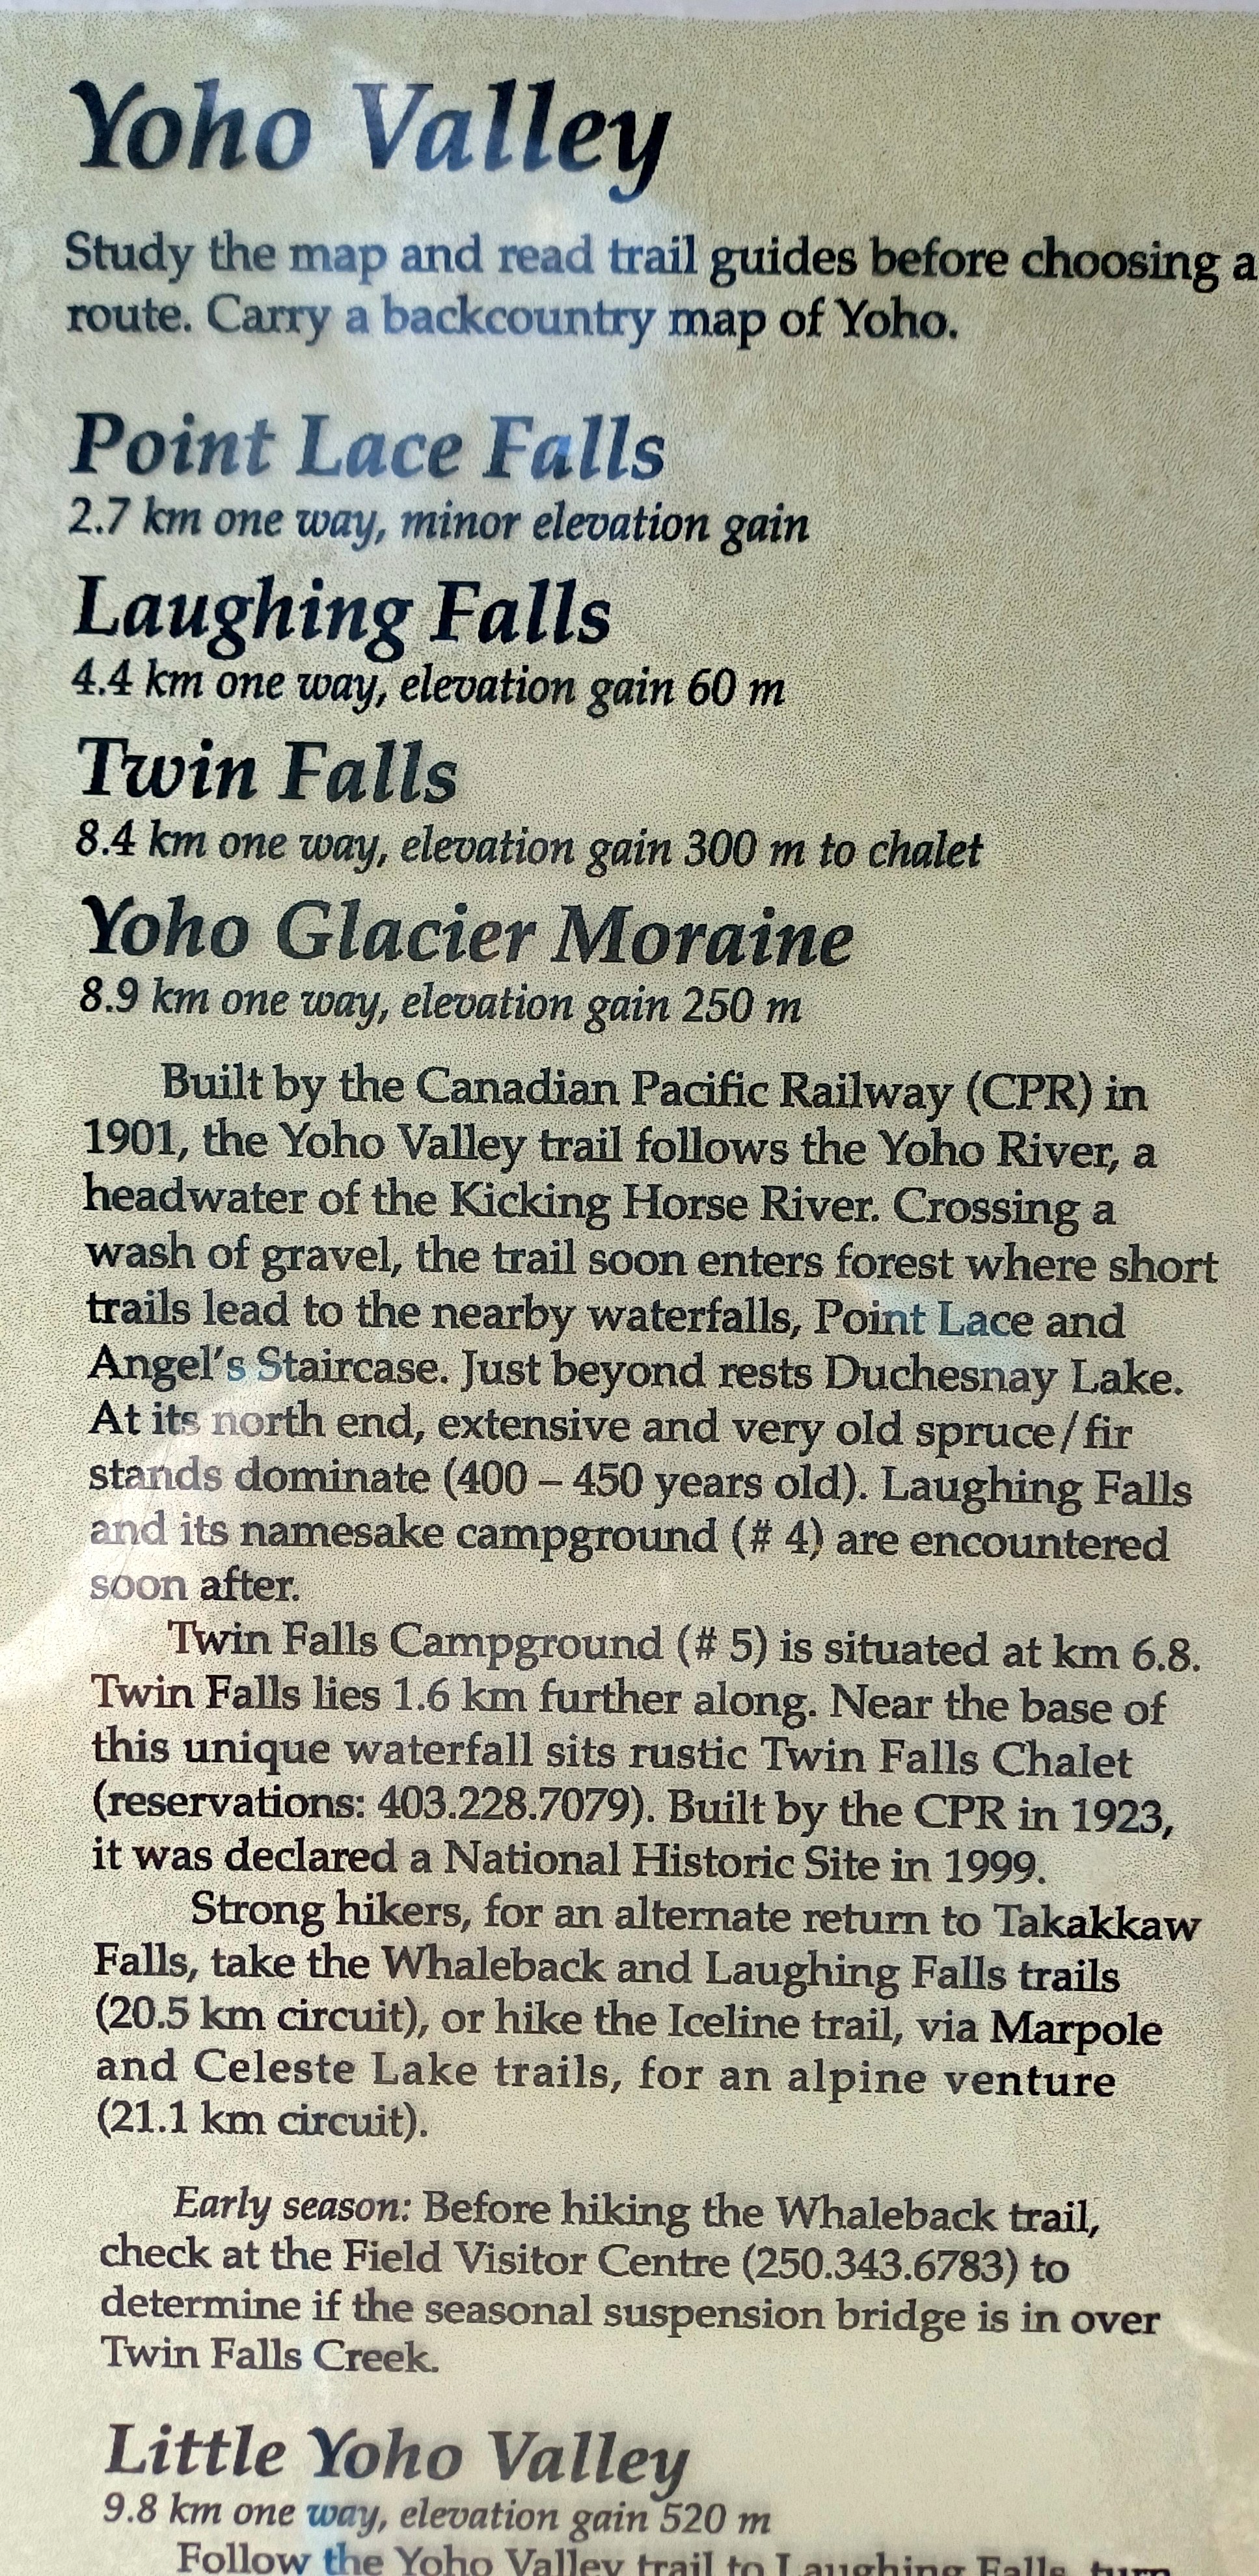 Yoho Valley
Study the map and read trail guides before choosing a
route. Carry a backcountry map of Yoho.
Point Lace Falls
2.7 km one way, minor elevation gain
Laughing Falls
4.4 km one way, elevation gain 60 m
Twin Falls
8.4 km one way, elevation gain 300 m to chalet
Yoho Glacier Moraine
8.9 km one way, elevation gain 250 m
Built by the Canadian Pacific Railway (CPR) in
1901, the Yoho Valley trail follows the Yoho River, a
headwater of the Kicking Horse River. Crossing a
wash of gravel, the trail soon enters forest where short
trails lead to the nearby waterfalls, Point Lace and
Angel's Staircase. Just beyond rests Duchesnay Lake.
At its north end, extensive and very old spruce/fir
stands dominate (400 – 450 years old). Laughing Falls
and its namesake campground (# 4) are encountered
soon after.
Twin Falls Campground (# 5) is situated at km 6.8.
Twin Falls lies 1.6 km further along. Near the base of
this unique waterfall sits rustic Twin Falls Chalet
(reservations: 403.228.7079). Built by the CPR in 1923,
it was declared a National Historic Site in 1999.
Strong hikers, for an alternate return to Takakkaw
Falls, take the Whaleback and Laughing Falls trails
(20.5 km circuit), or hike the Iceline trail, via Marpole
and Celeste Lake trails, for an alpine venture
(21.1 km circuit).
Early season: Before hiking the Whaleback trail,
check at the Field Visitor Centre (250.343.6783) to
determine if the seasonal suspension bridge is in over
Twin Falls Creek.
Little Yoho Valley
9.8 km one way, elevation gain 520 m
Follow the Yoho Valley trail to Laughing Falls, turn